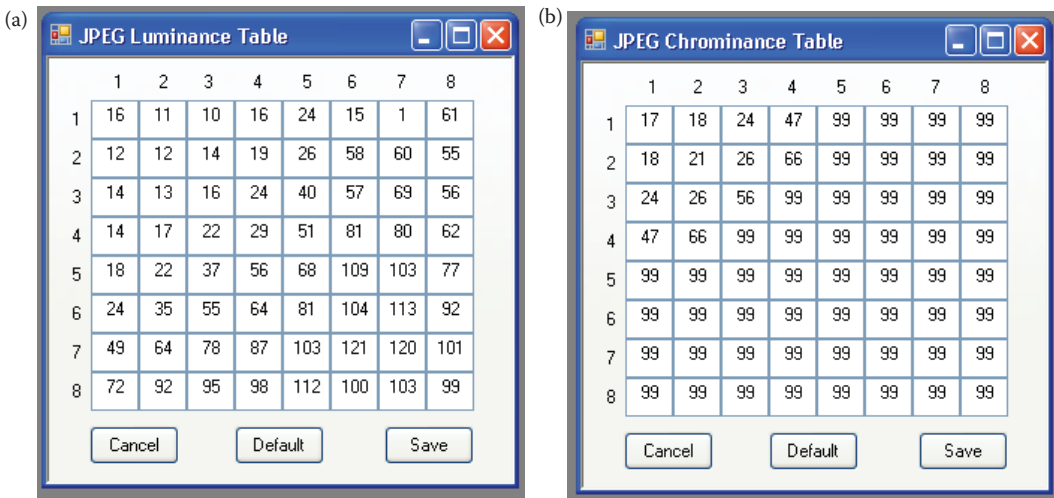 (a)
JPEG Luminance Table
1 2 3 4 5 6 7 8
1 16 11 10 16 24 15 1 61
2 12 12 14 19 26 58 60 55
3 14 13 16 24 40 57 69 56
4 14 17 22 29 51 81 80 62
5 18 22 37 56 68 109 103 77
6 24 35 55 64 81 104 113 92
7 49 64 78 87 103 121 120 101
8 72 92 95 98 112 100 103 99
Cancel Default Save
(b)
JPEG Chrominance Table
1 2 3 4 5 6 7 8
1 17 18 24 47 99 99 99 99
2 18 21 26 66 99 99 99 99
3 24 26 56 99 99 99 99 99
4 47 66 99 99 99 99 99 99
5 99 99 99 99 99 99 99 99
6 99 99 99 99 99 99 99 99
7 99 99 99 99 99 99 99 99
8 99 99 99 99 99 99 99 99
Cancel Default Save